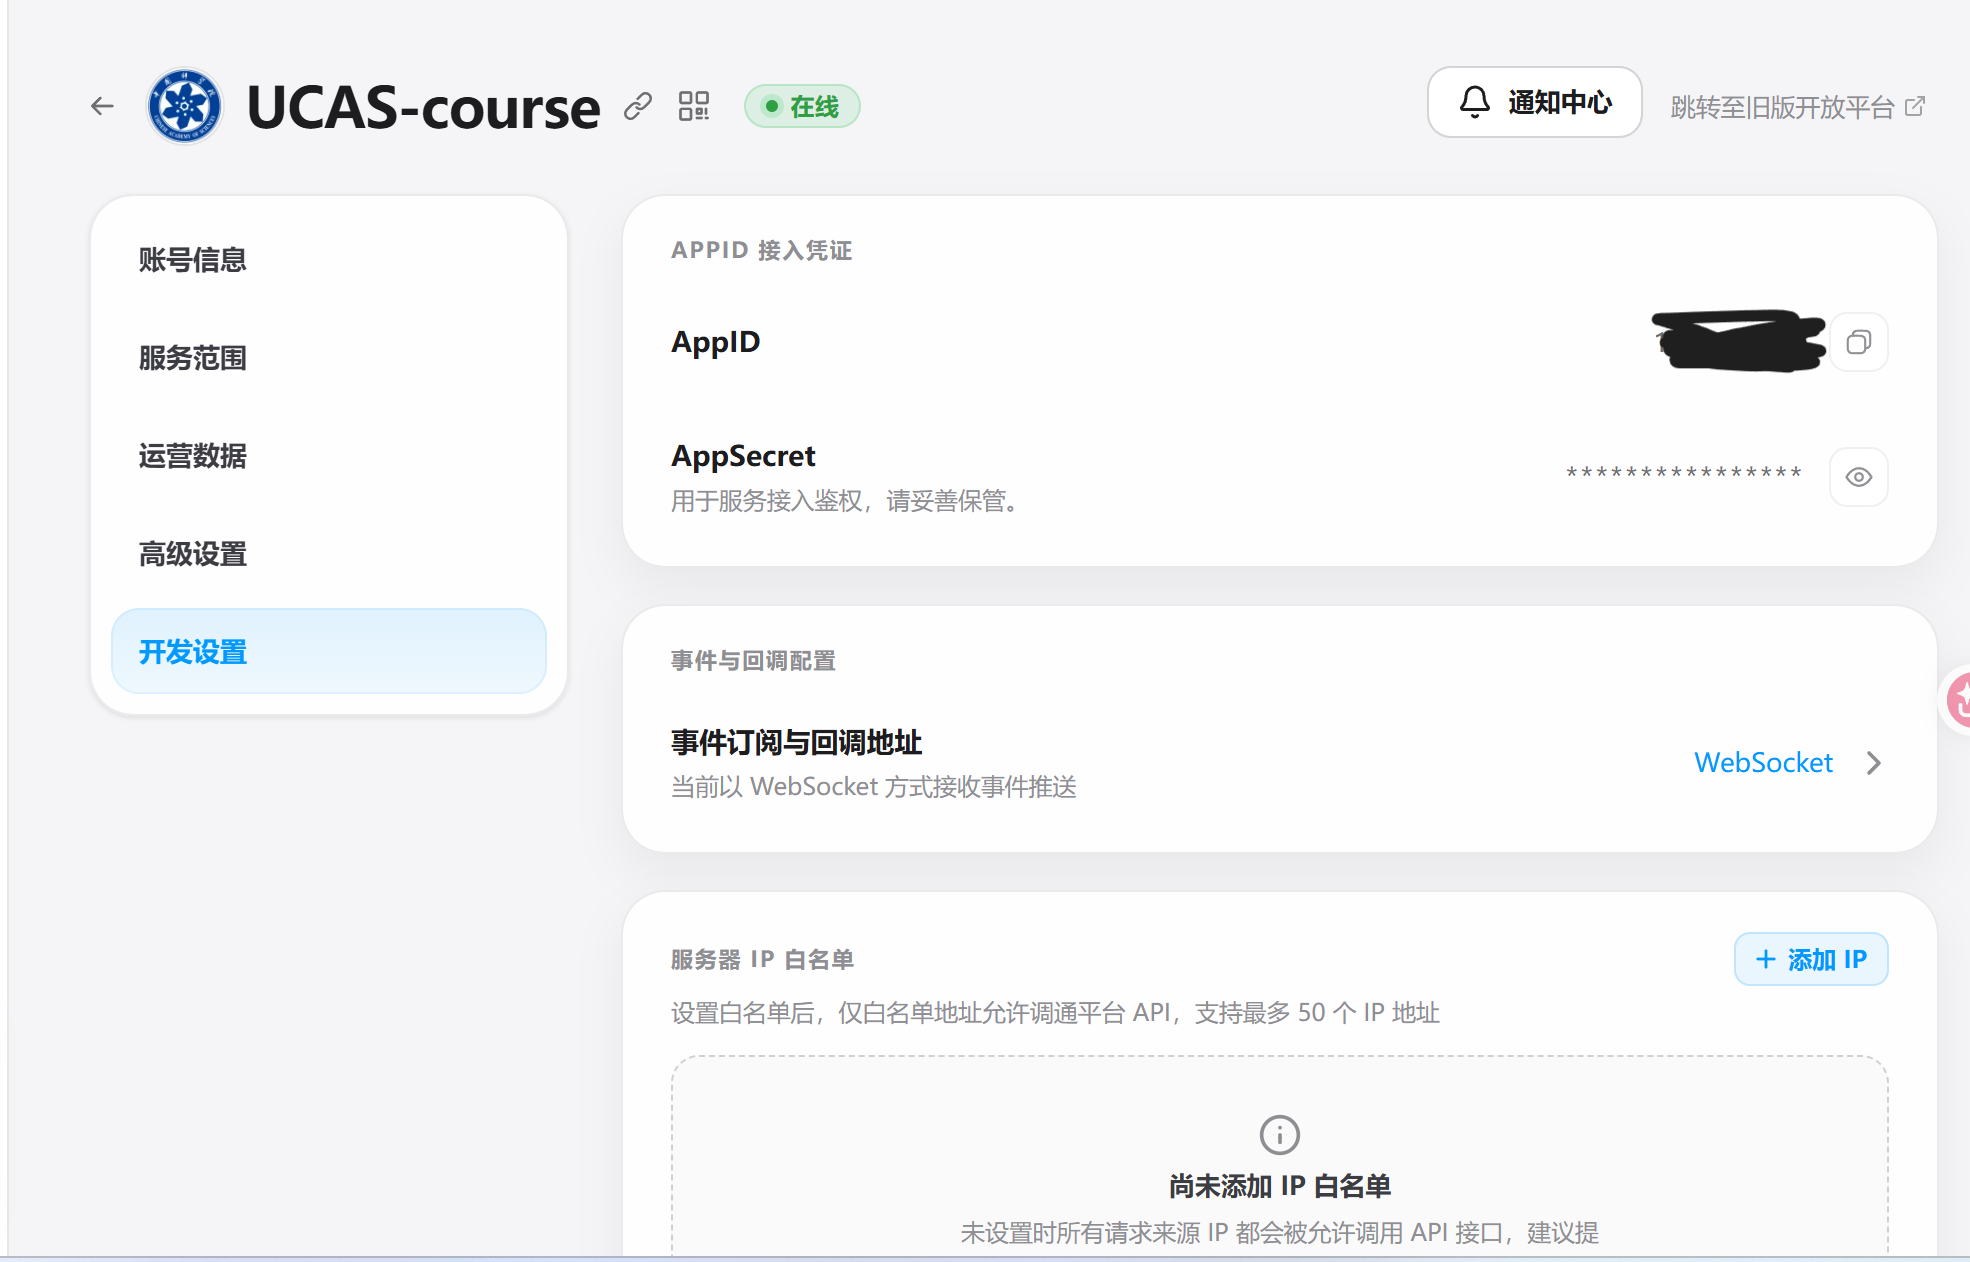 UCAS-course
在线
通知中心
跳转至旧版开放平台
账号信息
服务范围
运营数据
高级设置
开发设置
APPID 接入凭证
AppID
AppSecret
用于服务接入鉴权，请妥善保管。
****************
事件与回调配置
事件订阅与回调地址
当前以 WebSocket 方式接收事件推送
WebSocket
服务器 IP 白名单
+ 添加 IP
设置白名单后，仅白名单地址允许调通平台 API，支持最多 50 个 IP 地址
尚未添加 IP 白名单
未设置时所有请求来源 IP 都会被允许调用 API 接口，建议提